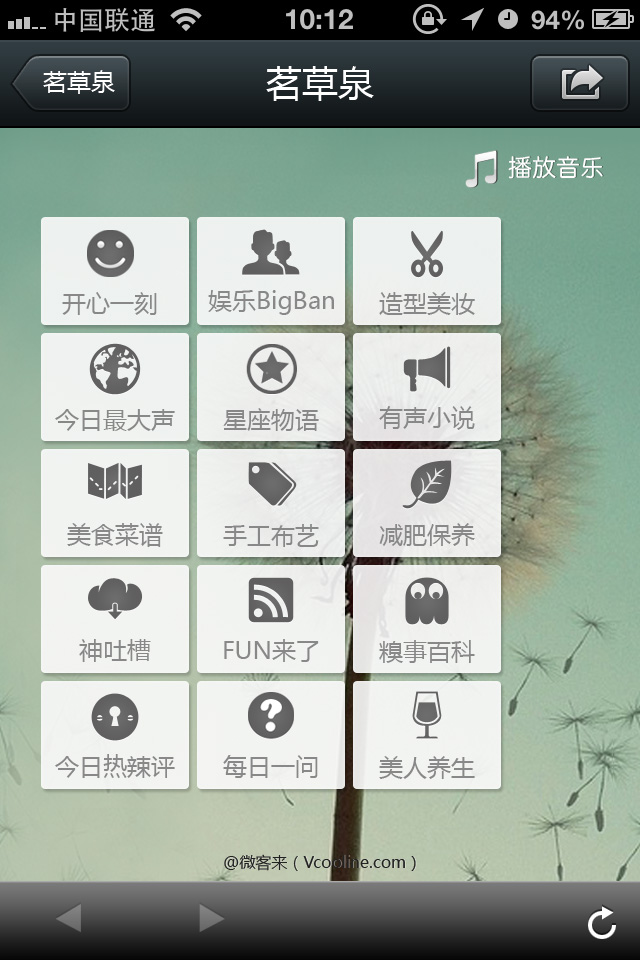 中国联通 10:12 94%
茗草泉 茗草泉
播放音乐
开心一刻 娱乐BigBan 造型美妆
今日最大声 星座物语 有声小说
美食菜谱 手工布艺 减肥保养
神吐槽 FUN来了 糗事百科
今日热辣评 每日一问 美人养生
@微客来（Vcooline.com）